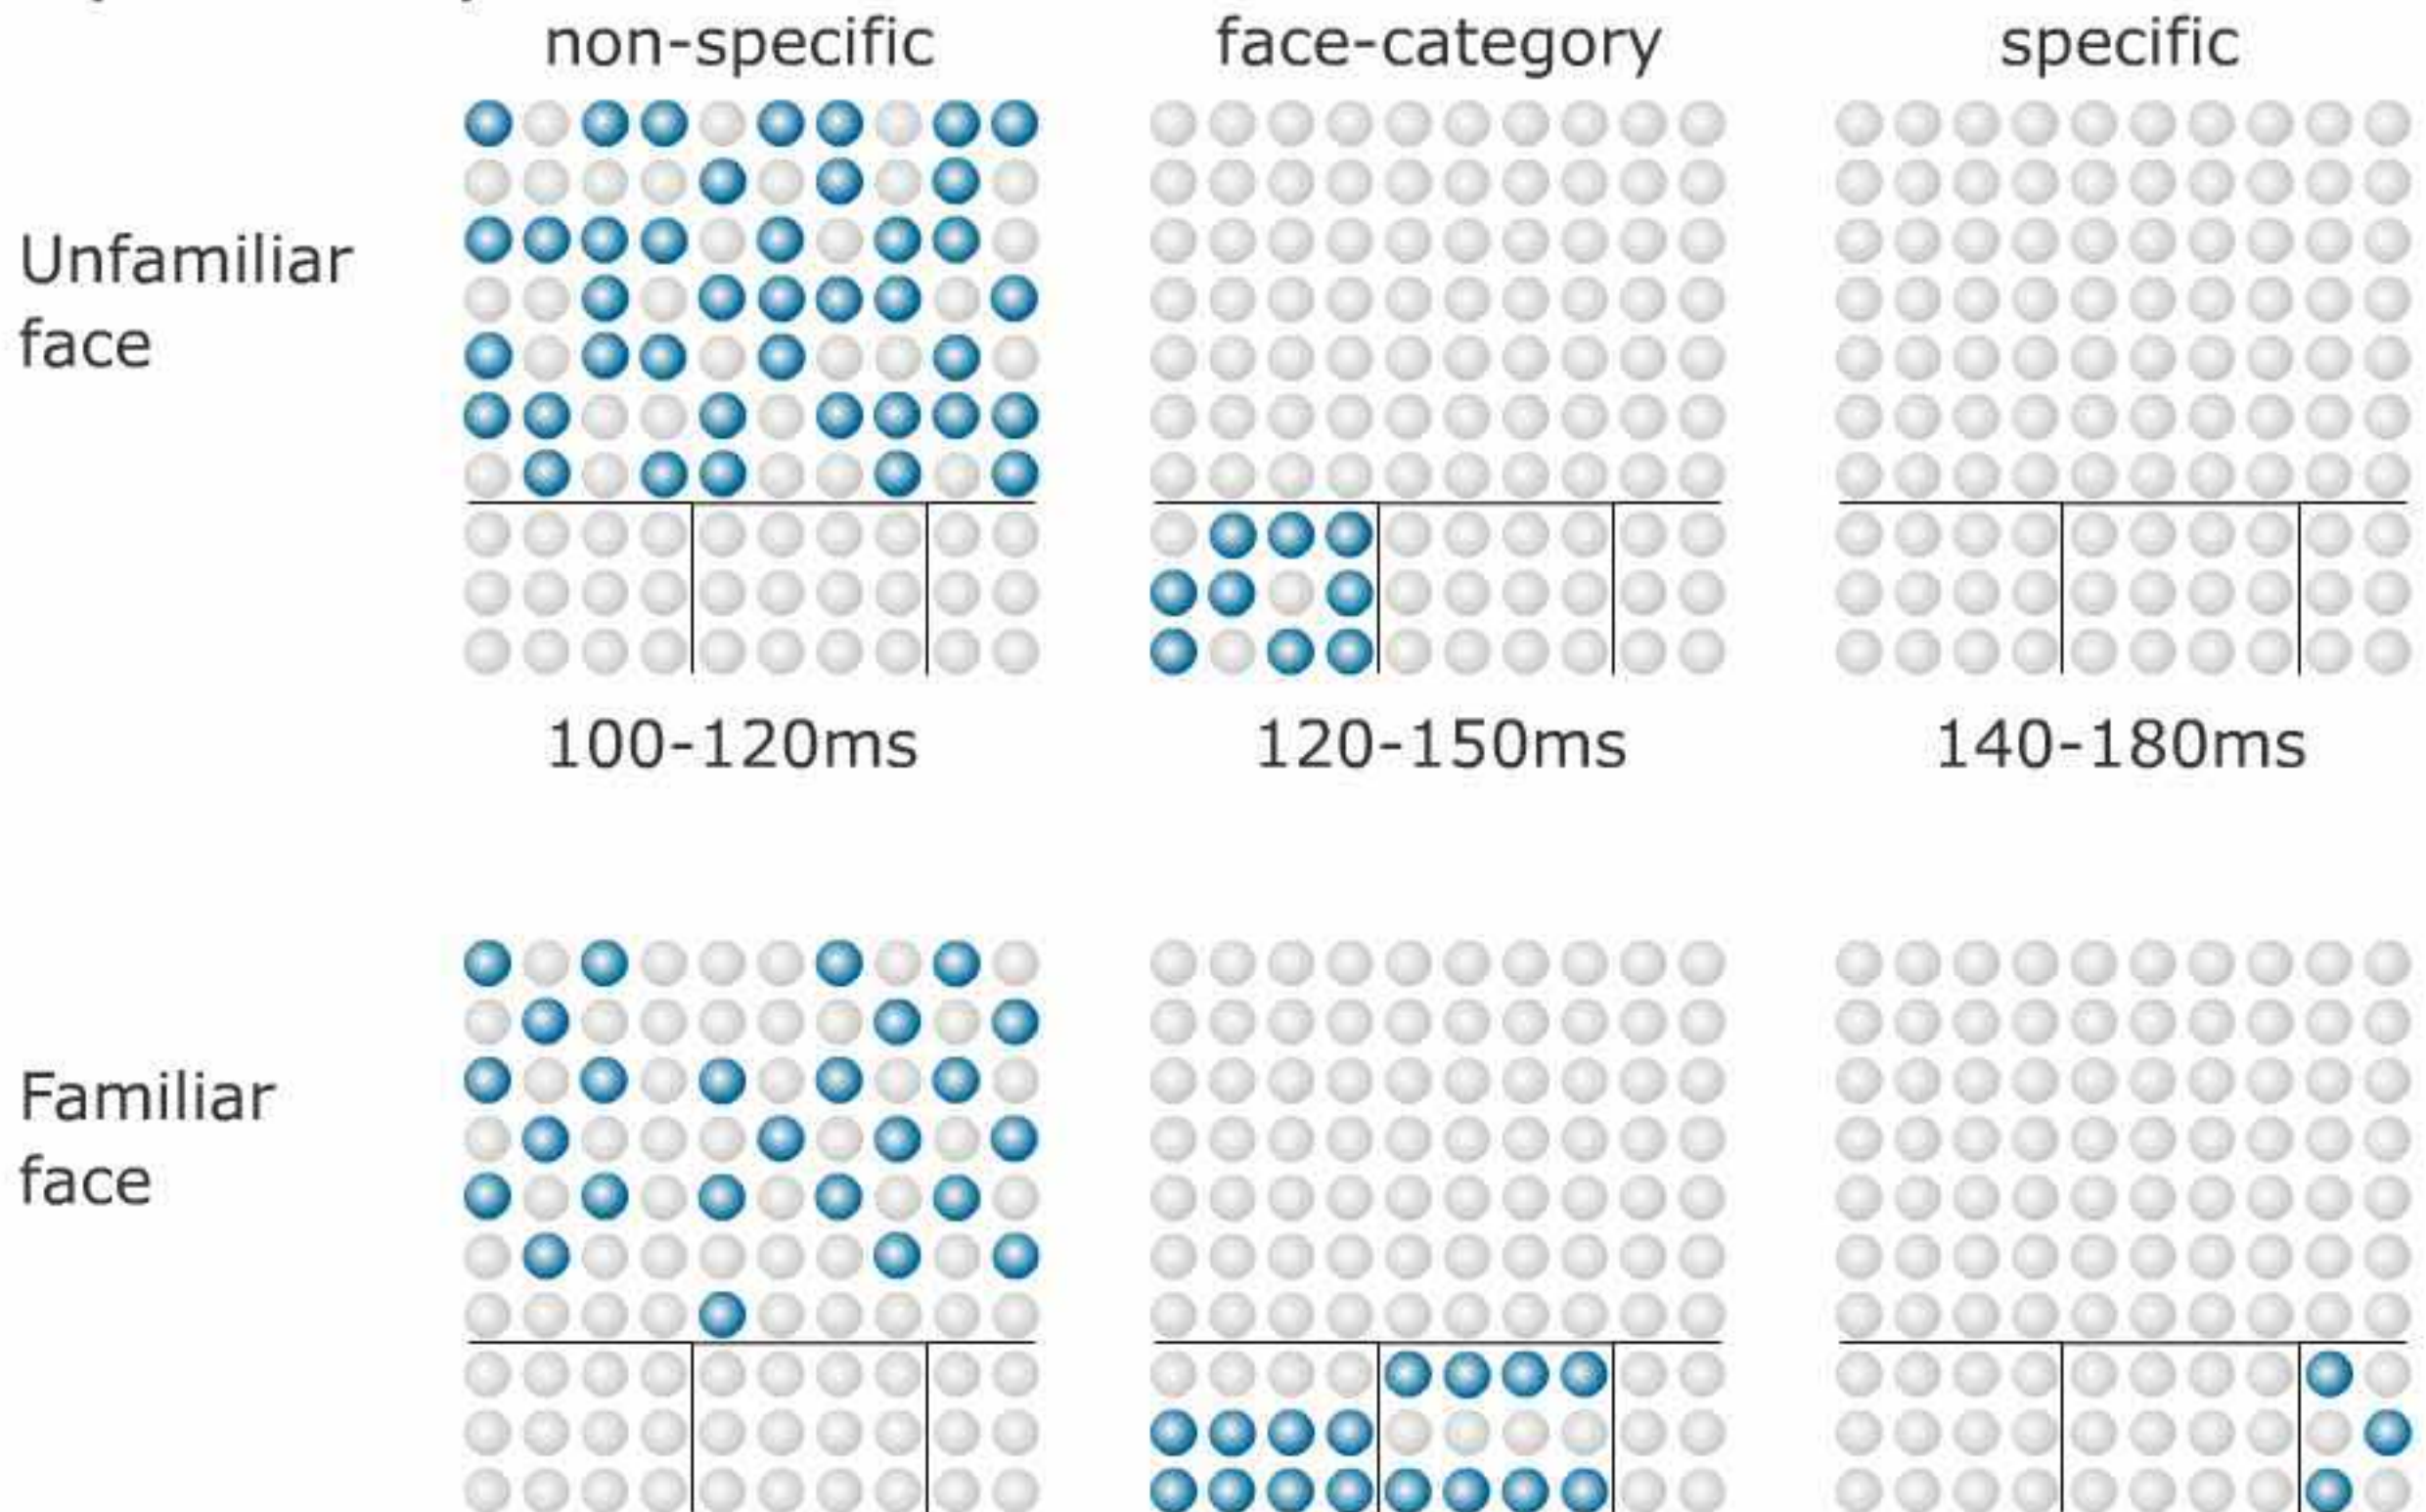 non-specific face-category specific
Unfamiliar
face
100-120ms 120-150ms 140-180ms
Familiar
face